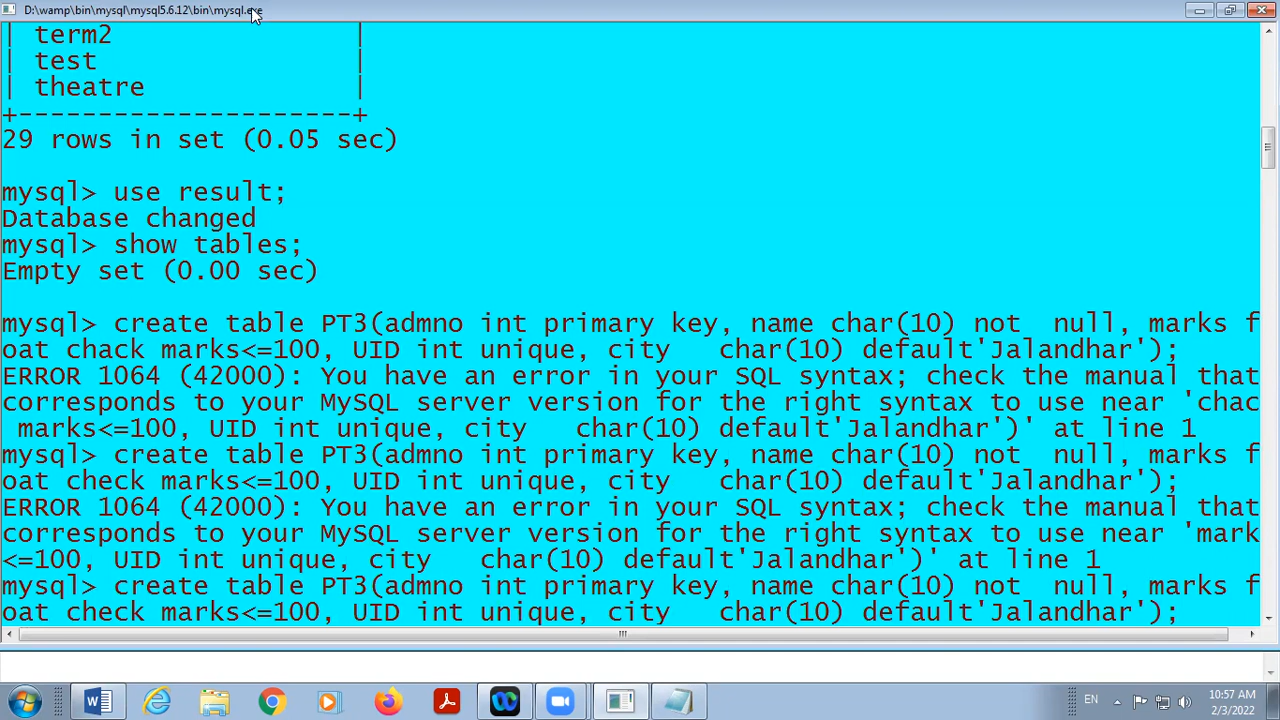 D:\wamp\bin\mysql\mysql5.6.12\bin\mysql.exe
| term2 |
| test |
| theatre |
+---------------------+
29 rows in set (0.05 sec)
mysql> use result;
Database changed
mysql> show tables;
Empty set (0.00 sec)
mysql> create table PT3(admno int primary key, name char(10) not  null, marks f
oat chack marks<=100, UID int unique, city   char(10) default'Jalandhar');
ERROR 1064 (42000): You have an error in your SQL syntax; check the manual that
corresponds to your MySQL server version for the right syntax to use near 'chac
 marks<=100, UID int unique, city   char(10) default'Jalandhar')' at line 1
mysql> create table PT3(admno int primary key, name char(10) not  null, marks f
oat chack marks<=100, UID int unique, city   char(10) default'Jalandhar');
ERROR 1064 (42000): You have an error in your SQL syntax; check the manual that
corresponds to your MySQL server version for the right syntax to use near 'mark
<=100, UID int unique, city   char(10) default'Jalandhar')' at line 1
mysql> create table PT3(admno int primary key, name char(10) not  null, marks f
oat check marks<=100, UID int unique, city   char(10) default'Jalandhar');
EN
10:57 AM
2/3/2022